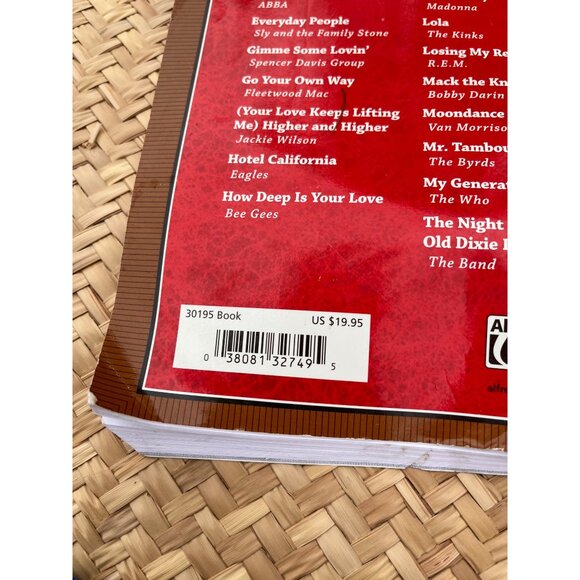 ABBA
Everyday People
Sly and the Family Stone
Gimme Some Lovin'
Spencer Davis Group
Go Your Own Way
Fleetwood Mac
(Your Love Keeps Lifting
Me) Higher and Higher
Jackie Wilson
Hotel California
Eagles
How Deep Is Your Love
Bee Gees
Madonna
Lola
The Kinks
Losing My Re
R.E.M.
Mack the Kn
Bobby Darin
Moondance
Van Morriso
Mr. Tambou
The Byrds
My Generat
The Who
The Night
Old Dixie
The Band
30195 Book US $19.95
0 38081 32749 5